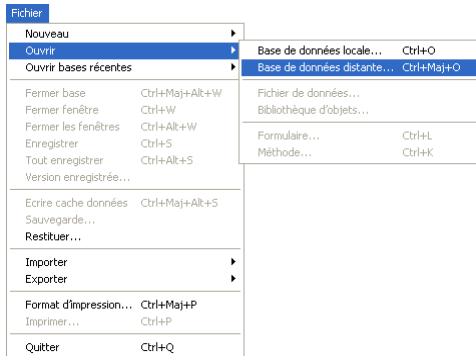 Fichier
Nouveau
Ouvrir
Ouvrir bases récentes
Fermer base Ctrl+Maj+Alt+W
Fermer fenêtre Ctrl+W
Fermer les fenêtres Ctrl+Alt+W
Enregistrer Ctrl+S
Tout enregistrer Ctrl+Alt+S
Version enregistrée...
Ecrire cache données Ctrl+Maj+Alt+S
Sauvegarde...
Restituer...
Importer
Exporter
Format d'impression... Ctrl+Maj+P
Imprimer... Ctrl+P
Quitter Ctrl+Q
Base de données locale... Ctrl+O
Base de données distante... Ctrl+Maj+O
Fichier de données...
Bibliothèque d'objets...
Formulaire... Ctrl+L
Méthode... Ctrl+K